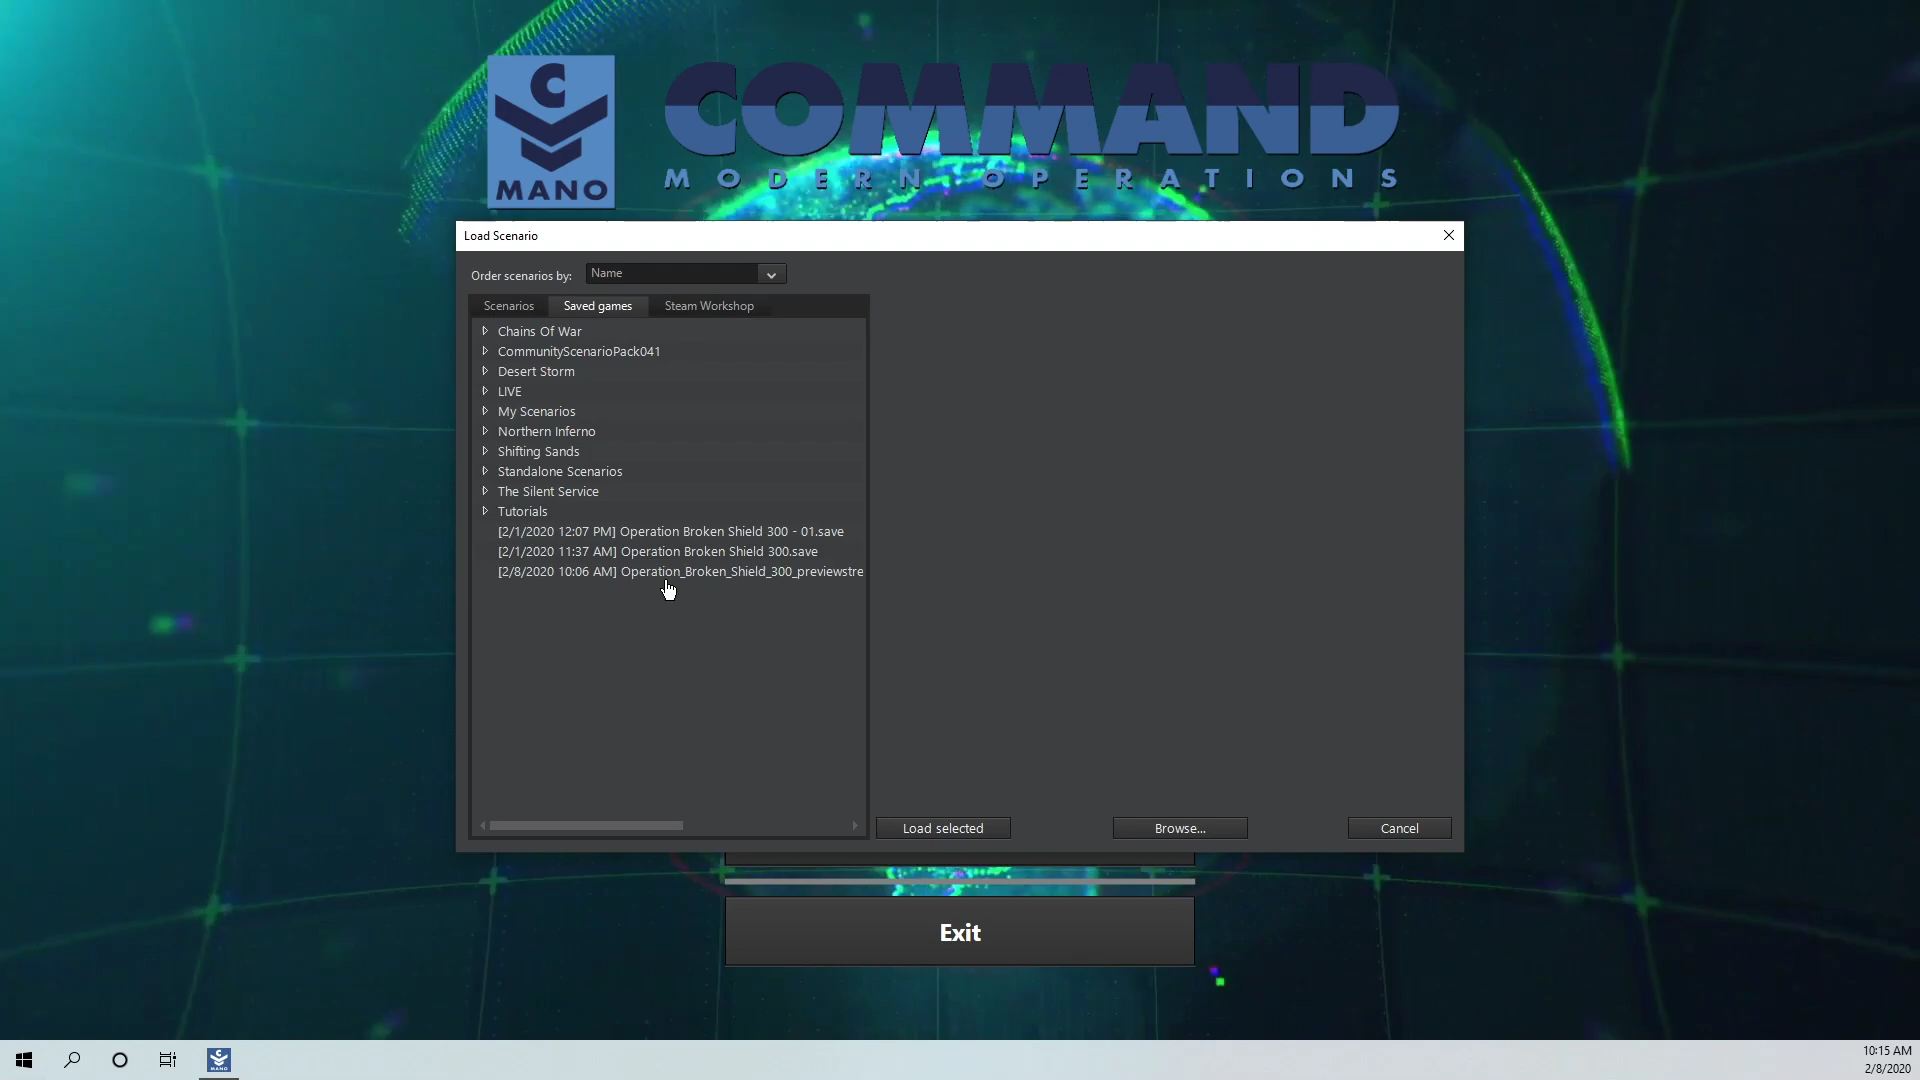 C
MANO
COMMAND
MODERN OPERATIONS
Load Scenario
Order scenarios by: Name
Scenarios Saved games Steam Workshop
Chains Of War
CommunityScenarioPack041
Desert Storm
LIVE
My Scenarios
Northern Inferno
Shifting Sands
Standalone Scenarios
The Silent Service
Tutorials
[2/1/2020 12:07 PM] Operation Broken Shield 300 - 01.save
[2/1/2020 11:37 AM] Operation Broken Shield 300.save
[2/8/2020 10:06 AM] Operation_Broken_Shield_300_previewstre
Load selected Browse... Cancel
Exit
C
MANO
10:15 AM
2/8/2020